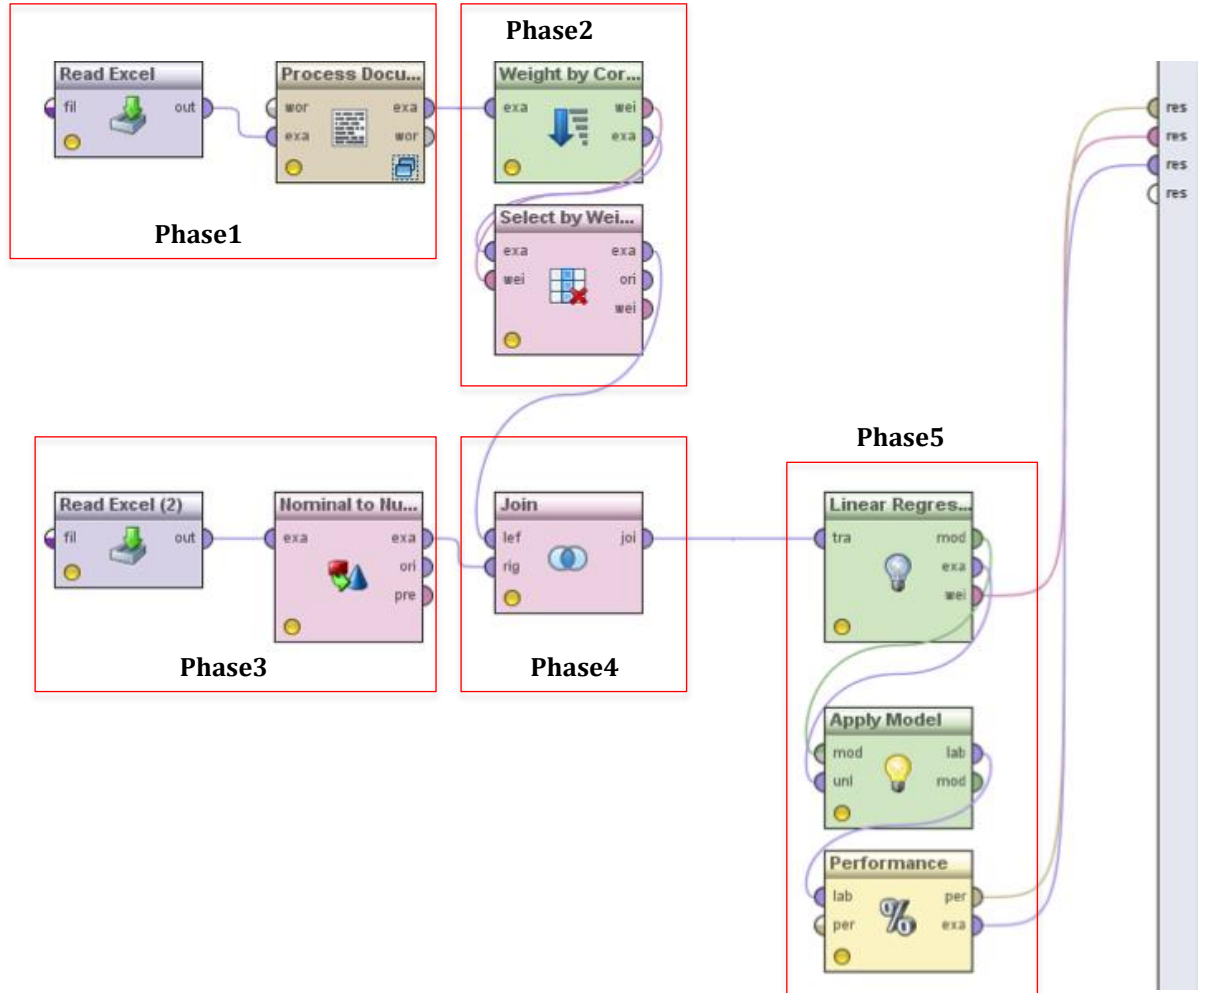 Phase2
Read Excel
fil
out
Process Docu...
wor
exa
exa
wor
Weight by Cor...
exa
wei
exa
res
res
res
res
Phase1
Select by Wei...
exa
exa
wei
ori
wei
Phase5
Read Excel (2)
fil
out
Nominal to Nu...
exa
exa
ori
pre
Join
lef
joi
rig
Linear Regres...
tra
mod
exa
wei
Phase3
Phase4
Apply Model
mod
lab
unl
mod
Performance
lab
per
per
exa
%